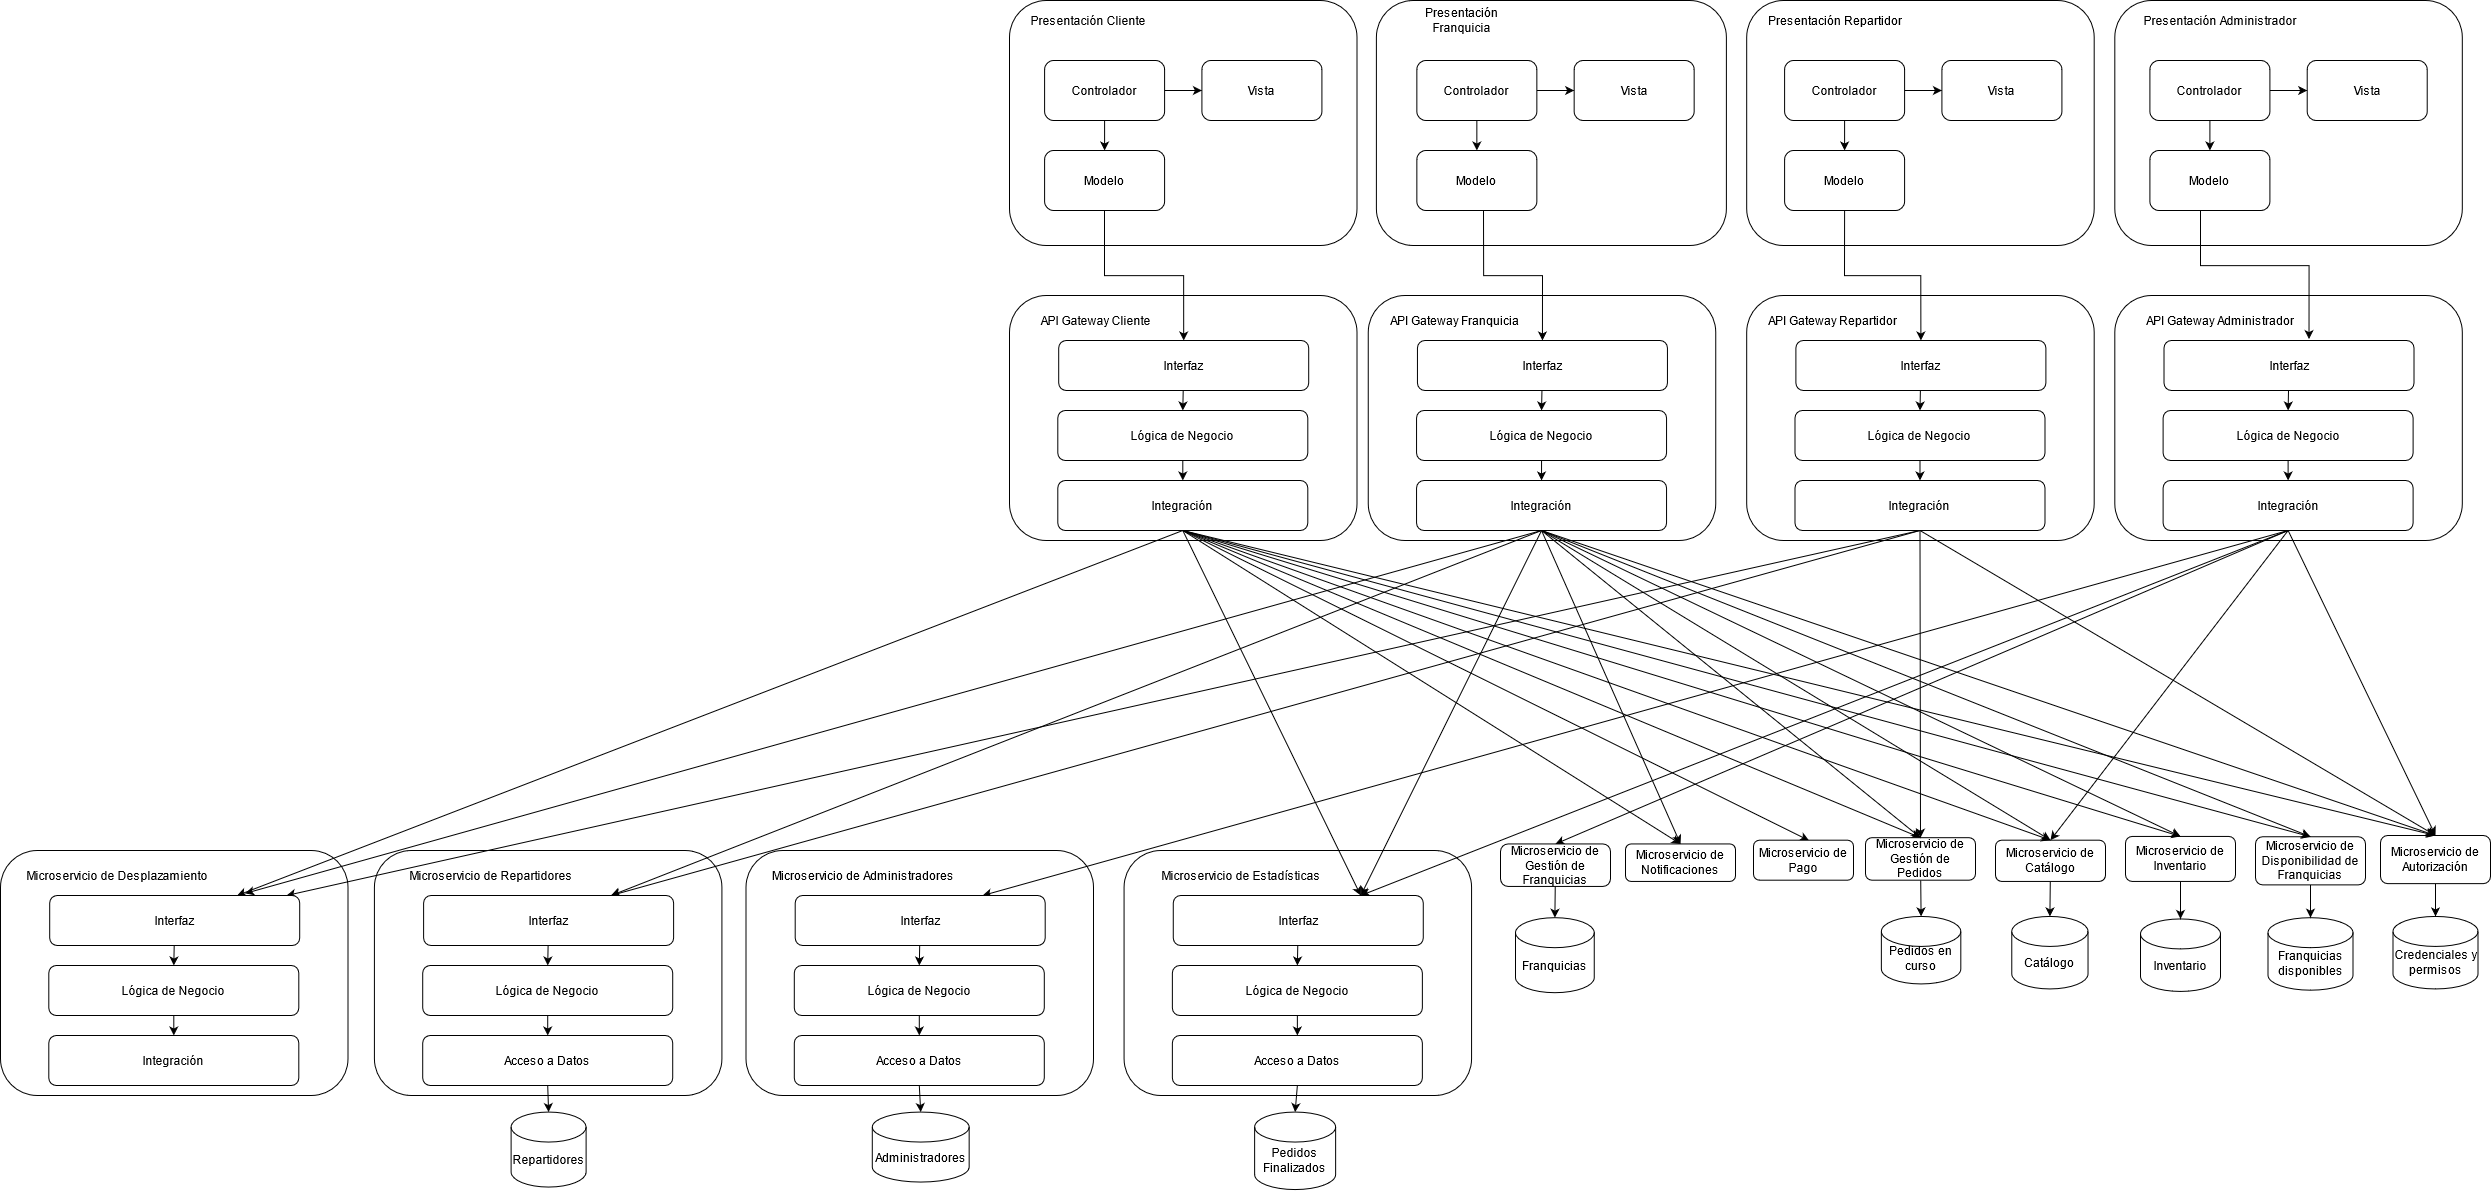 Presentación Cliente
Presentación
Franquicia
Presentación Repartidor
Presentación Administrador
Controlador
Vista
Controlador
Vista
Controlador
Vista
Controlador
Vista
Modelo
Modelo
Modelo
Modelo
API Gateway Cliente
API Gateway Franquicia
API Gateway Repartidor
API Gateway Administrador
Interfaz
Interfaz
Interfaz
Interfaz
Lógica de Negocio
Lógica de Negocio
Lógica de Negocio
Lógica de Negocio
Integración
Integración
Integración
Integración
Microservicio de Desplazamiento
Interfaz
Lógica de Negocio
Integración
Microservicio de Repartidores
Interfaz
Lógica de Negocio
Acceso a Datos
Repartidores
Microservicio de Administradores
Interfaz
Lógica de Negocio
Acceso a Datos
Administradores
Microservicio de Estadísticas
Interfaz
Lógica de Negocio
Acceso a Datos
Pedidos
Finalizados
Microservicio de
Gestión de
Franquicias
Franquicias
Microservicio de
Notificaciones
Microservicio de
Pago
Microservicio de
Gestión de
Pedidos
Pedidos en
curso
Microservicio de
Catálogo
Catálogo
Microservicio de
Inventario
Inventario
Microservicio de
Disponibilidad de
Franquicias
Franquicias
disponibles
Microservicio de
Autorización
Credenciales y
permisos